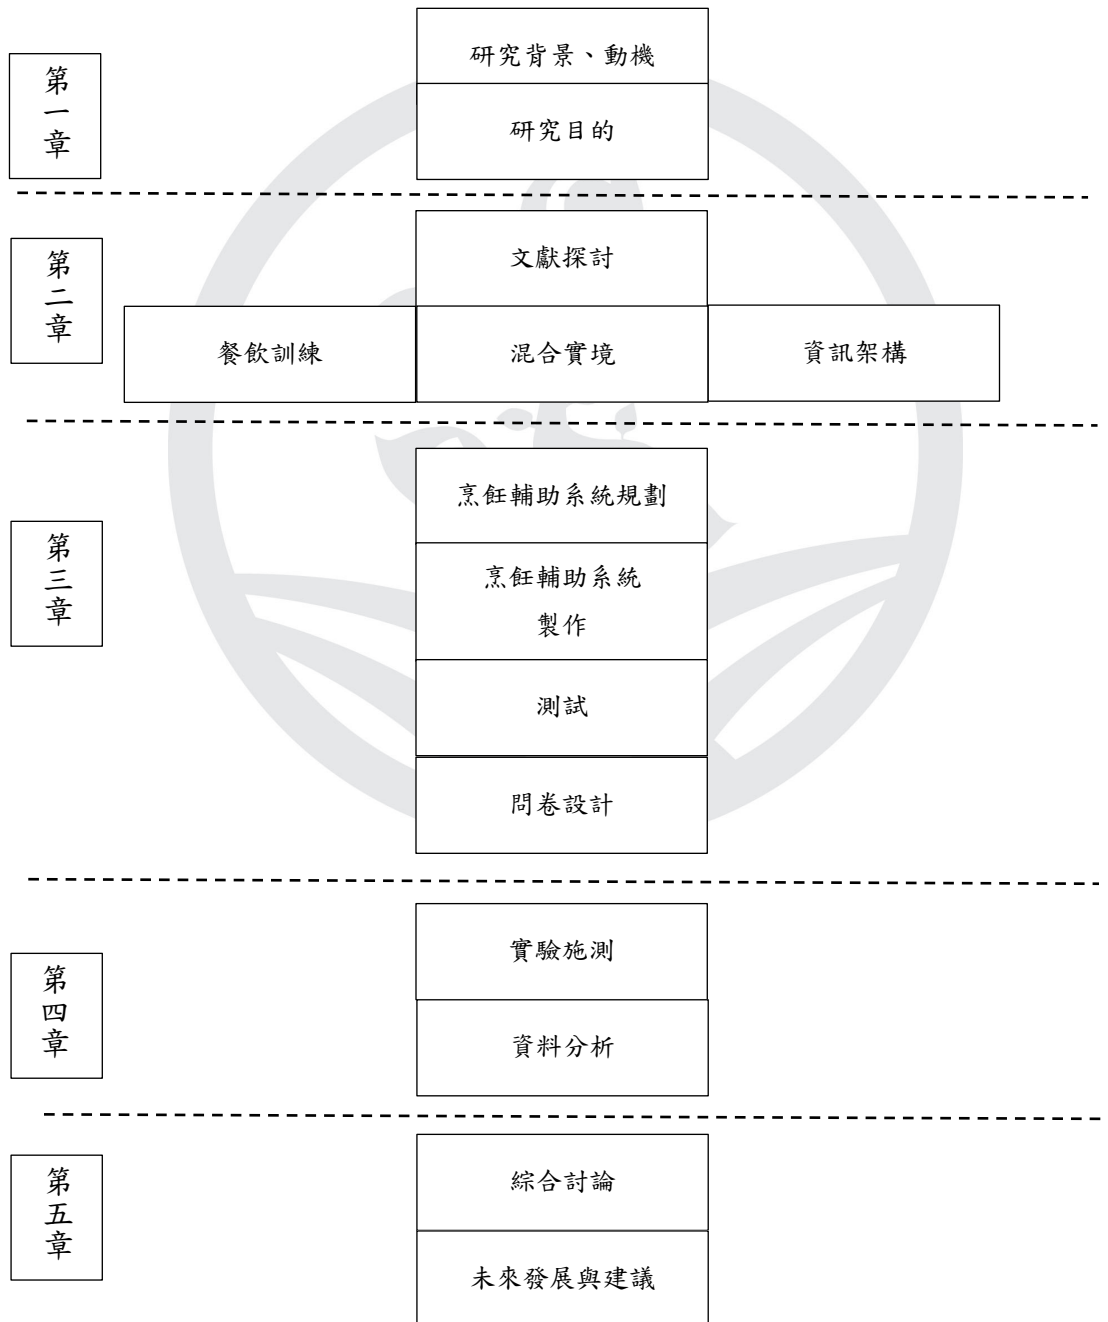 第一章
研究背景、動機
研究目的
第二章
文獻探討
餐飲訓練
混合實境
資訊架構
第三章
烹飪輔助系統規劃
烹飪輔助系統
製作
測試
問卷設計
第四章
實驗施測
資料分析
第五章
綜合討論
未來發展與建議